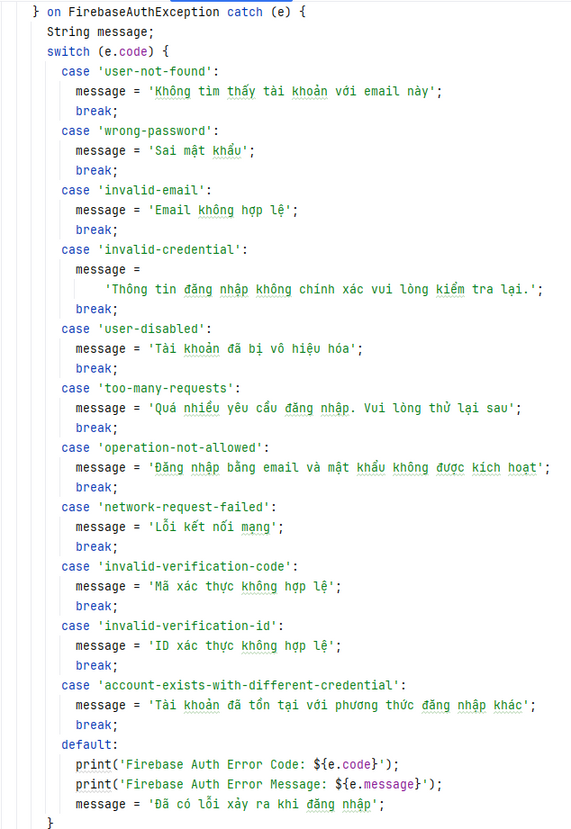 } on FirebaseAuthException catch (e) {
String message;
switch (e.code) {
case 'user-not-found':
message = 'Không tìm thấy tài khoản với email này';
break;
case 'wrong-password':
message = 'Sai mật khẩu';
break;
case 'invalid-email':
message = 'Email không hợp lệ';
break;
case 'invalid-credential':
message =
'Thông tin đăng nhập không chính xác vui lòng kiểm tra lại.';
break;
case 'user-disabled':
message = 'Tài khoản đã bị vô hiệu hóa';
break;
case 'too-many-requests':
message = 'Quá nhiều yêu cầu đăng nhập. Vui lòng thử lại sau';
break;
case 'operation-not-allowed':
message = 'Đăng nhập bằng email và mật khẩu không được kích hoạt';
break;
case 'network-request-failed':
message = 'Lỗi kết nối mạng';
break;
case 'invalid-verification-code':
message = 'Mã xác thực không hợp lệ';
break;
case 'invalid-verification-id':
message = 'ID xác thực không hợp lệ';
break;
case 'account-exists-with-different-credential':
message = 'Tài khoản đã tồn tại với phương thức đăng nhập khác';
break;
default:
print('Firebase Auth Error Code: ${e.code}');
print('Firebase Auth Error Message: ${e.message}');
message = 'Đã có lỗi xảy ra khi đăng nhập';
}